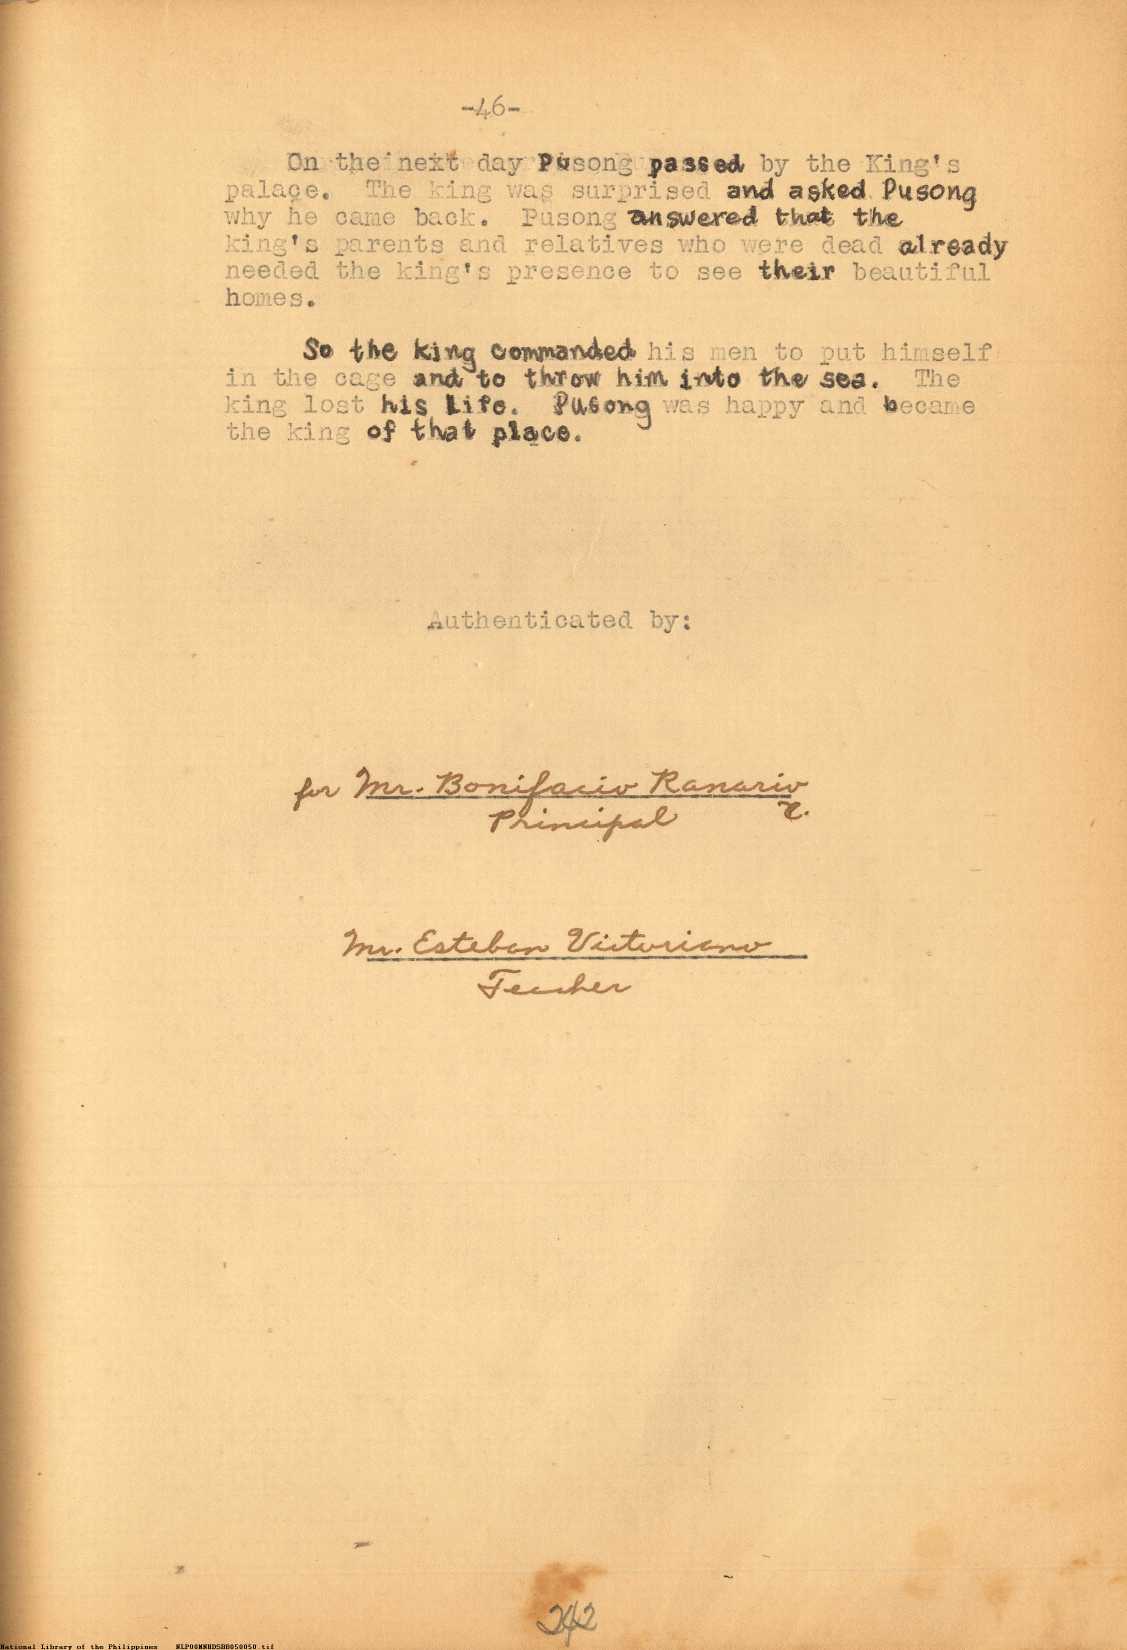 -46-
On the next day Pusong passed by the King's
palace. The king was surprised and asked Pusong
why he came back. Pusong answered that the
king's parents and relatives who were dead already
needed the king's presence to see their beautiful
homes.
So the king commanded his men to put himself
in the cage and to throw him into the sea. The
king lost his life. Pusong was happy and became
the king of that place.
Authenticated by:
for Mr. Bonifacio Ranario
Principal
Mr. Esteban Victoriano
Teacher
242
National Library of the Philippines NLP00MNHDSHB050050.tif